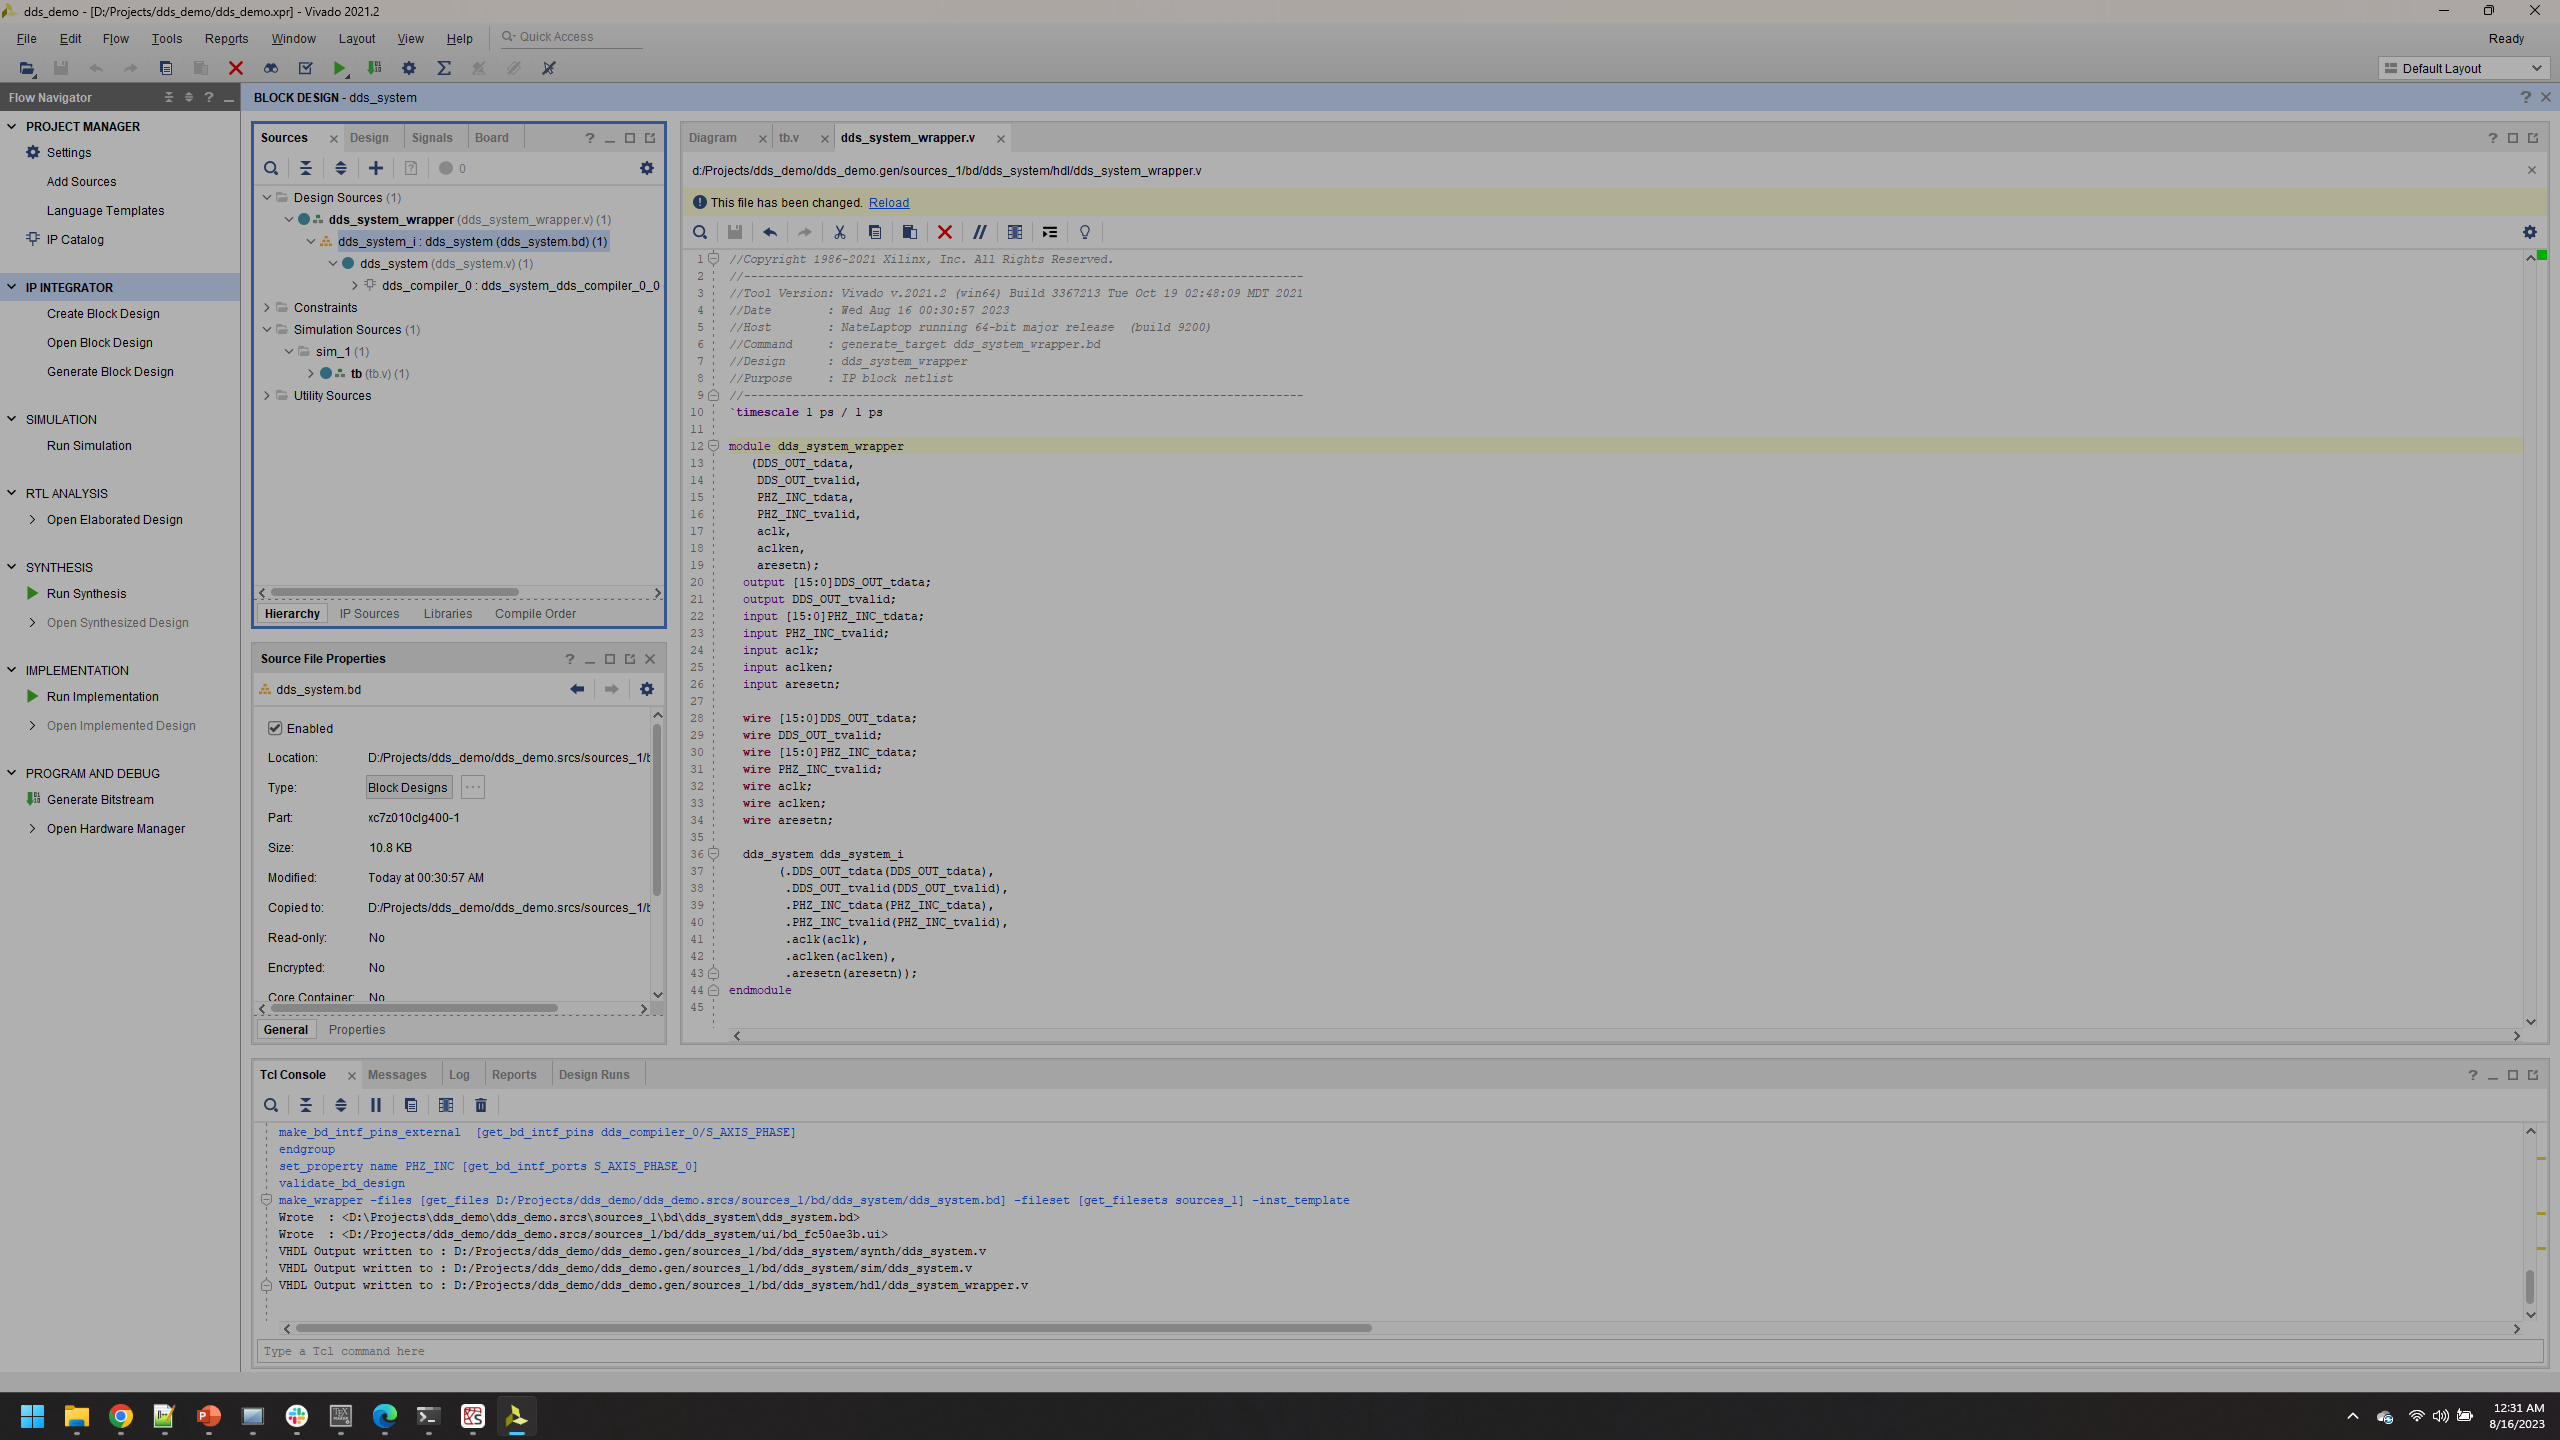 dds_demo - [D:/Projects/dds_demo/dds_demo.xpr] - Vivado 2021.2
File Edit Flow Tools Reports Window Layout View Help Quick Access Ready
Default Layout
Flow Navigator
PROJECT MANAGER
Settings
Add Sources
Language Templates
IP Catalog
IP INTEGRATOR
Create Block Design
Open Block Design
Generate Block Design
SIMULATION
Run Simulation
RTL ANALYSIS
Open Elaborated Design
SYNTHESIS
Run Synthesis
Open Synthesized Design
IMPLEMENTATION
Run Implementation
Open Implemented Design
PROGRAM AND DEBUG
Generate Bitstream
Open Hardware Manager
BLOCK DESIGN - dds_system
Sources Design Signals Board
0
Design Sources (1)
dds_system_wrapper (dds_system_wrapper.v) (1)
dds_system_i : dds_system (dds_system.bd) (1)
dds_system (dds_system.v) (1)
dds_compiler_0 : dds_system_dds_compiler_0_0
Constraints
Simulation Sources (1)
sim_1 (1)
tb (tb.v) (1)
Utility Sources
Hierarchy IP Sources Libraries Compile Order
Source File Properties
dds_system.bd
Enabled
Location: D:/Projects/dds_demo/dds_demo.srcs/sources_1/b
Type: Block Designs ...
Part: xc7z010clg400-1
Size: 10.8 KB
Modified: Today at 00:30:57 AM
Copied to: D:/Projects/dds_demo/dds_demo.srcs/sources_1/b
Read-only: No
Encrypted: No
Core Container: No
General Properties
Diagram tb.v dds_system_wrapper.v
d:/Projects/dds_demo/dds_demo.gen/sources_1/bd/dds_system/hdl/dds_system_wrapper.v
This file has been changed. Reload
1 //Copyright 1986-2021 Xilinx, Inc. All Rights Reserved.
2 //--------------------------------------------------------------------------------
3 //Tool Version: Vivado v.2021.2 (win64) Build 3367213 Tue Oct 19 02:48:09 MDT 2021
4 //Date : Wed Aug 16 00:30:57 2023
5 //Host : NateLaptop running 64-bit major release (build 9200)
6 //Command : generate_target dds_system_wrapper.bd
7 //Design : dds_system_wrapper
8 //Purpose : IP block netlist
9 //--------------------------------------------------------------------------------
10 `timescale 1 ps / 1 ps
11
12 module dds_system_wrapper
13 (DDS_OUT_tdata,
14 DDS_OUT_tvalid,
15 PHZ_INC_tdata,
16 PHZ_INC_tvalid,
17 aclk,
18 aclken,
19 aresetn);
20 output [15:0]DDS_OUT_tdata;
21 output DDS_OUT_tvalid;
22 input [15:0]PHZ_INC_tdata;
23 input PHZ_INC_tvalid;
24 input aclk;
25 input aclken;
26 input aresetn;
27
28 wire [15:0]DDS_OUT_tdata;
29 wire DDS_OUT_tvalid;
30 wire [15:0]PHZ_INC_tdata;
31 wire PHZ_INC_tvalid;
32 wire aclk;
33 wire aclken;
34 wire aresetn;
35
36 dds_system dds_system_i
37 (.DDS_OUT_tdata(DDS_OUT_tdata),
38 .DDS_OUT_tvalid(DDS_OUT_tvalid),
39 .PHZ_INC_tdata(PHZ_INC_tdata),
40 .PHZ_INC_tvalid(PHZ_INC_tvalid),
41 .aclk(aclk),
42 .aclken(aclken),
43 .aresetn(aresetn));
44 endmodule
45
Tcl Console Messages Log Reports Design Runs
make_bd_intf_pins_external [get_bd_intf_pins dds_compiler_0/S_AXIS_PHASE]
endgroup
set_property name PHZ_INC [get_bd_intf_ports S_AXIS_PHASE_0]
validate_bd_design
make_wrapper -files [get_files D:/Projects/dds_demo/dds_demo.srcs/sources_1/bd/dds_system/dds_system.bd] -fileset [get_filesets sources_1] -inst_template
Wrote : <D:\Projects\dds_demo\dds_demo.srcs\sources_1\bd\dds_system\dds_system.bd>
Wrote : <D:/Projects/dds_demo/dds_demo.srcs/sources_1/bd/dds_system/ui/bd_fc50ae3b.ui>
VHDL Output written to : D:/Projects/dds_demo/dds_demo.gen/sources_1/bd/dds_system/synth/dds_system.v
VHDL Output written to : D:/Projects/dds_demo/dds_demo.gen/sources_1/bd/dds_system/sim/dds_system.v
VHDL Output written to : D:/Projects/dds_demo/dds_demo.gen/sources_1/bd/dds_system/hdl/dds_system_wrapper.v
Type a Tcl command here
12:31 AM
8/16/2023